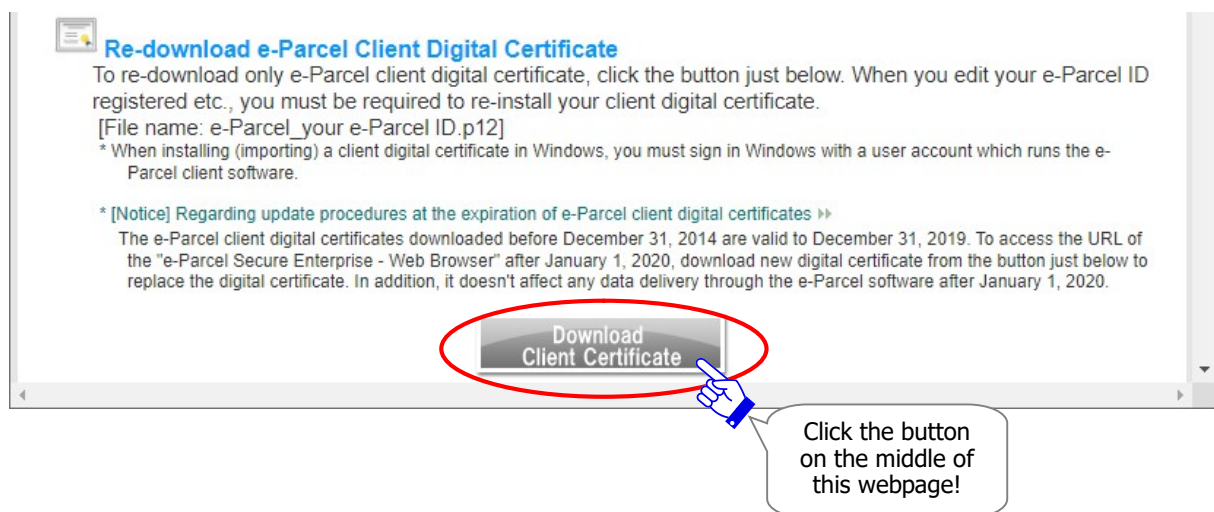 Re-download e-Parcel Client Digital Certificate
To re-download only e-Parcel client digital certificate, click the button just below. When you edit your e-Parcel ID
registered etc., you must be required to re-install your client digital certificate.
[File name: e-Parcel_your e-Parcel ID.p12]
* When installing (importing) a client digital certificate in Windows, you must sign in Windows with a user account which runs the e-
Parcel client software.
* [Notice] Regarding update procedures at the expiration of e-Parcel client digital certificates
The e-Parcel client digital certificates downloaded before December 31, 2014 are valid to December 31, 2019. To access the URL of
the "e-Parcel Secure Enterprise - Web Browser" after January 1, 2020, download new digital certificate from the button just below to
replace the digital certificate. In addition, it doesn't affect any data delivery through the e-Parcel software after January 1, 2020.
Download
Client Certificate
Click the button
on the middle of
this webpage!